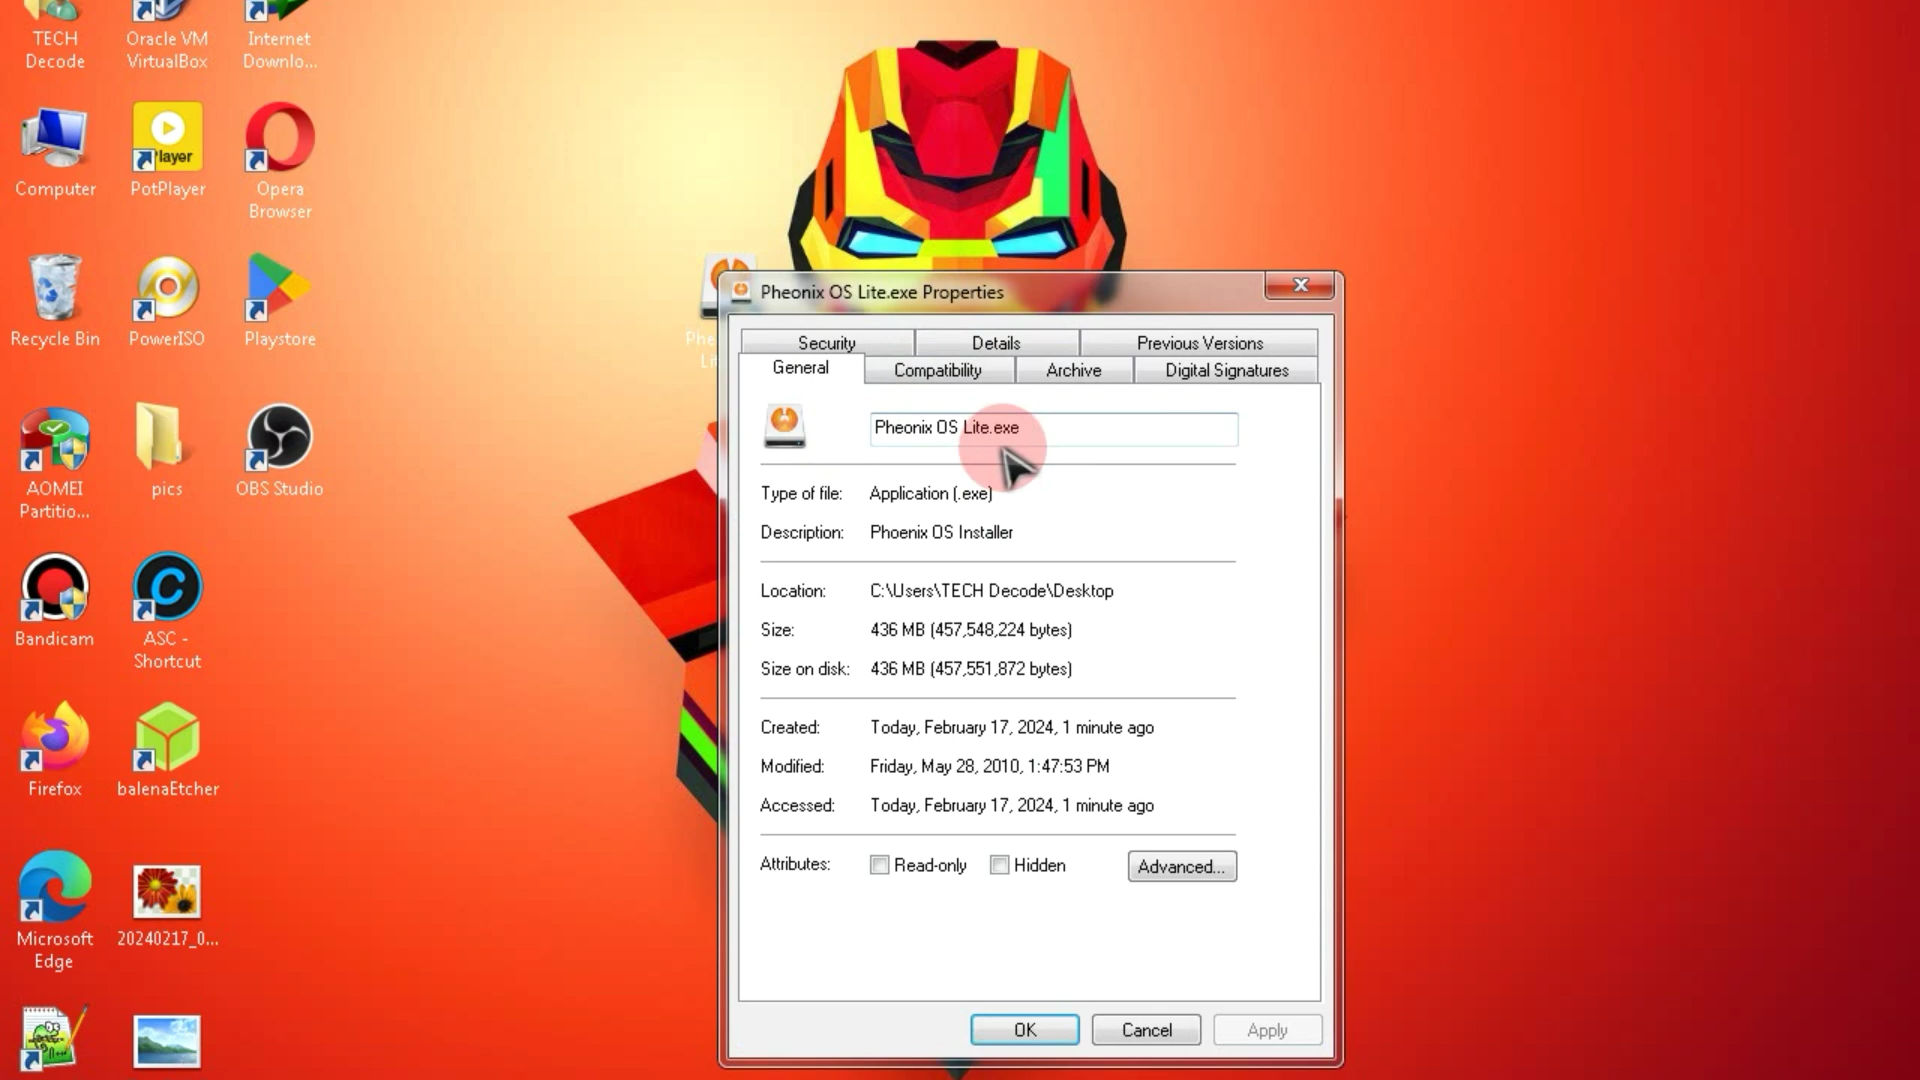 TECH
Decode
Oracle VM
VirtualBox
Internet
Downlo...
Computer
Player
PotPlayer
Opera
Browser
Recycle Bin
PowerISO
Playstore
AOMEI
Partitio...
pics
OBS Studio
Bandicam
ASC -
Shortcut
Firefox
balenaEtcher
Microsoft
Edge
20240217_0...
Phe
Li
Pheonix OS Lite.exe Properties
X
Security
Details
Previous Versions
General
Compatibility
Archive
Digital Signatures
Pheonix OS Lite.exe
Type of file: Application (.exe)
Description: Phoenix OS Installer
Location: C:\Users\TECH Decode\Desktop
Size: 436 MB (457,548,224 bytes)
Size on disk: 436 MB (457,551,872 bytes)
Created: Today, February 17, 2024, 1 minute ago
Modified: Friday, May 28, 2010, 1:47:53 PM
Accessed: Today, February 17, 2024, 1 minute ago
Attributes: Read-only Hidden Advanced...
OK Cancel Apply